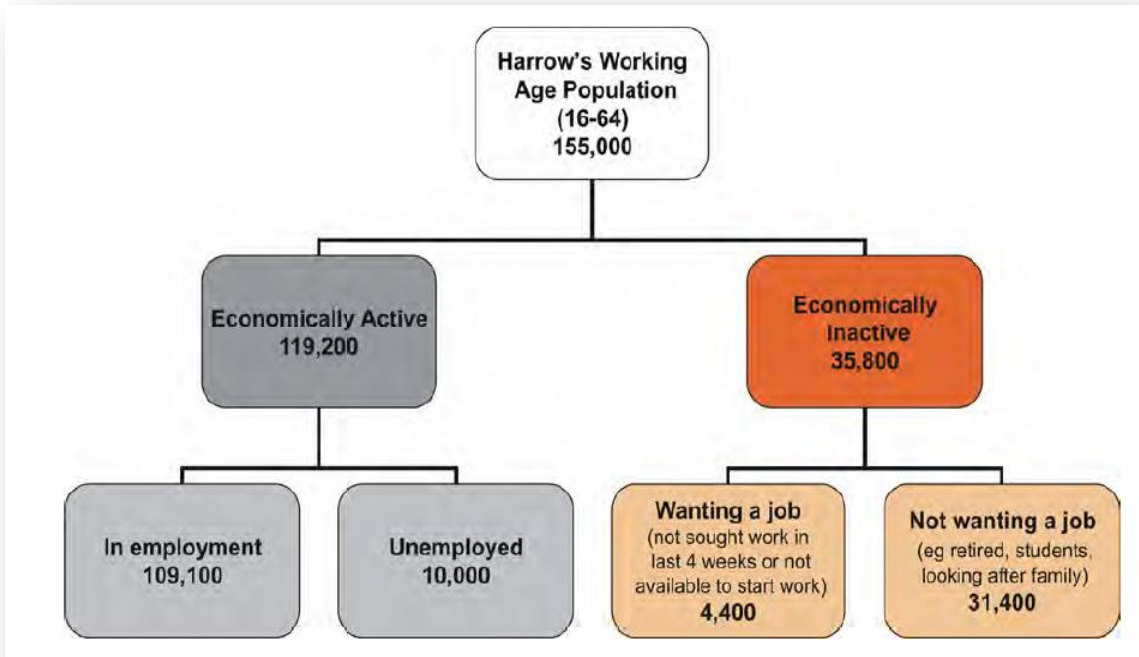 Harrow's Working
Age Population
(16-64)
155,000
Economically Active
119,200
Economically
Inactive
35,800
In employment
109,100
Unemployed
10,000
Wanting a job
(not sought work in
last 4 weeks or not
available to start work)
4,400
Not wanting a job
(eg retired, students,
looking after family)
31,400